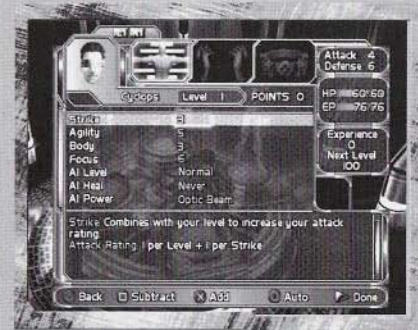 Attack 4
Defense 6
Cyclops Level 1 POINTS 0
HP 60/60
EP 76/76
Strike 3
Agility 5
Body 3
Focus 6
AI Level Normal
AI Heal Never
AI Power Optic Beam
Experience
0
Next Level
100
Strike Combines with your level to increase your attack
rating
Attack Rating 1 per Level + 1 per Strike
Back Subtract Add Auto Done